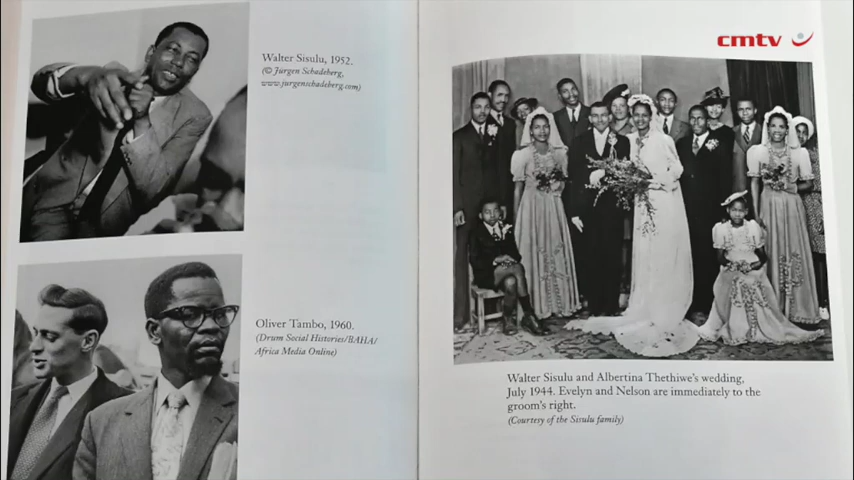 Walter Sisulu, 1952.
(© Jurgen Schadeberg,
www.jurgenschadeberg.com)
Oliver Tambo, 1960.
(Drum Social Histories/BAHA/
Africa Media Online)
cmtv
Walter Sisulu and Albertina Thethiwe's wedding,
July 1944. Evelyn and Nelson are immediately to the
groom's right.
(Courtesy of the Sisulu family)